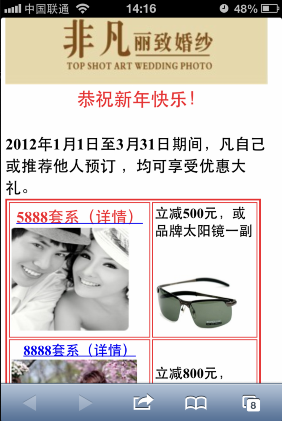 中国联通
14:16
48%
非凡丽致婚纱
TOP SHOT ART WEDDING PHOTO
恭祝新年快乐!
2012年1月1日至3月31日期间，凡自己
或推荐他人预订 ，均可享受优惠大
礼。
5888套系（详情）
立减500元，或
品牌太阳镜一副
8888套系（详情）
立减800元，
8